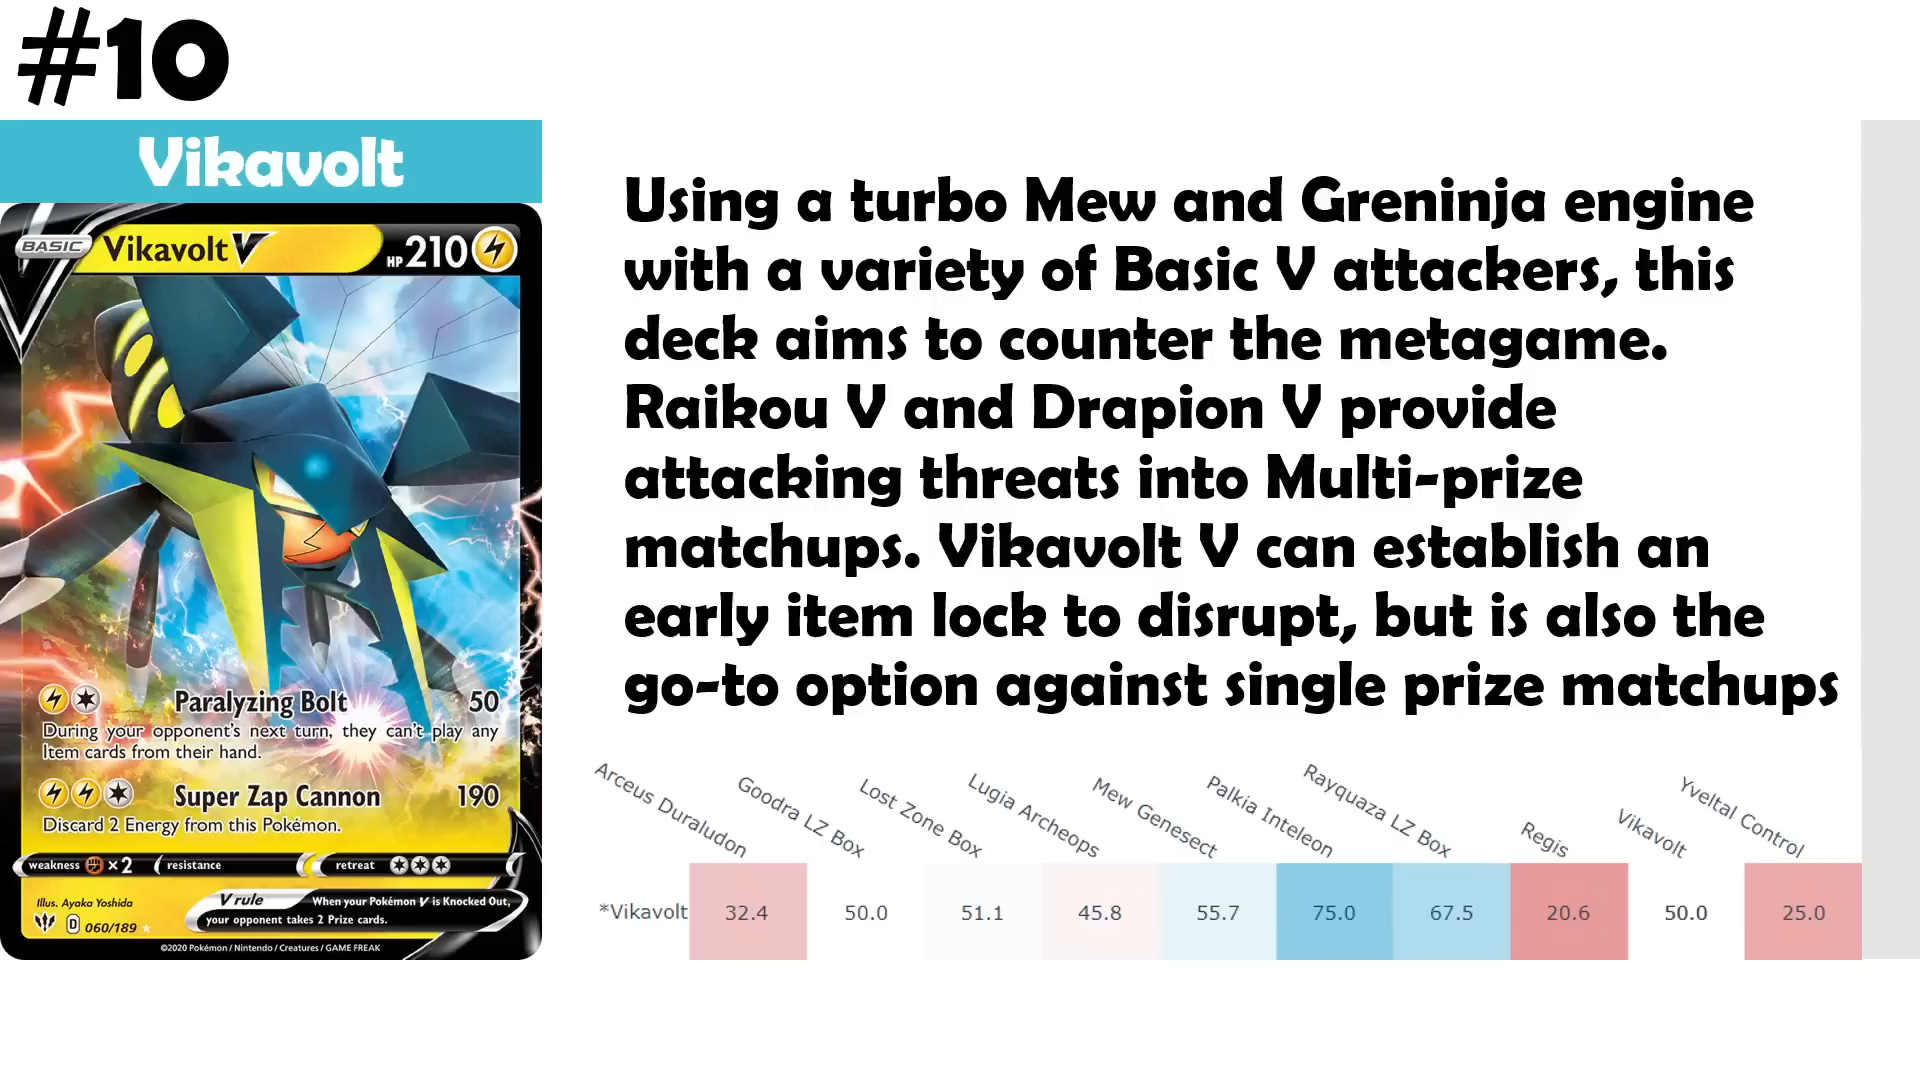 #10
Vikavolt
BASIC Vikavolt V HP 210
Paralyzing Bolt 50
During your opponent's next turn, they can't play any
Item cards from their hand.
Super Zap Cannon 190
Discard 2 Energy from this Pokémon.
weakness ×2 resistance retreat
Illus. Ayaka Yoshida
D 060/189
V rule When your Pokémon V is Knocked Out,
your opponent takes 2 Prize cards.
©2020 Pokémon / Nintendo / Creatures / GAME FREAK
Using a turbo Mew and Greninja engine
with a variety of Basic V attackers, this
deck aims to counter the metagame.
Raikou V and Drapion V provide
attacking threats into Multi-prize
matchups. Vikavolt V can establish an
early item lock to disrupt, but is also the
go-to option against single prize matchups
Arceus Duraludon
Goodra LZ Box
Lost Zone Box
Lugia Archeops
Mew Genesect
Palkia Inteleon
Rayquaza LZ Box
Regis
Vikavolt
Yveltal Control
*Vikavolt 32.4 50.0 51.1 45.8 55.7 75.0 67.5 20.6 50.0 25.0